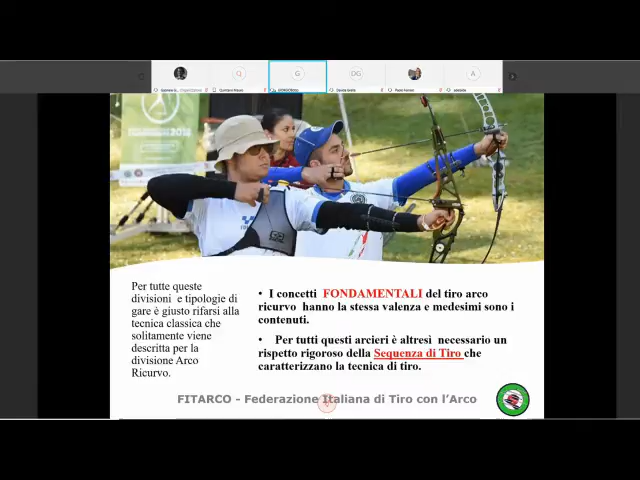 Q
G
DG
A
Per tutte queste
divisioni e tipologie di
gare è giusto rifarsi alla
tecnica classica che
solitamente viene
descritta per la
divisione Arco
Ricurvo.
• I concetti FONDAMENTALI del tiro arco
ricurvo hanno la stessa valenza e medesimi sono i
contenuti.
• Per tutti questi arcieri è altresì necessario un
rispetto rigoroso della Sequenza di Tiro che
caratterizzano la tecnica di tiro.
FITARCO - Federazione Italiana di Tiro con l'Arco